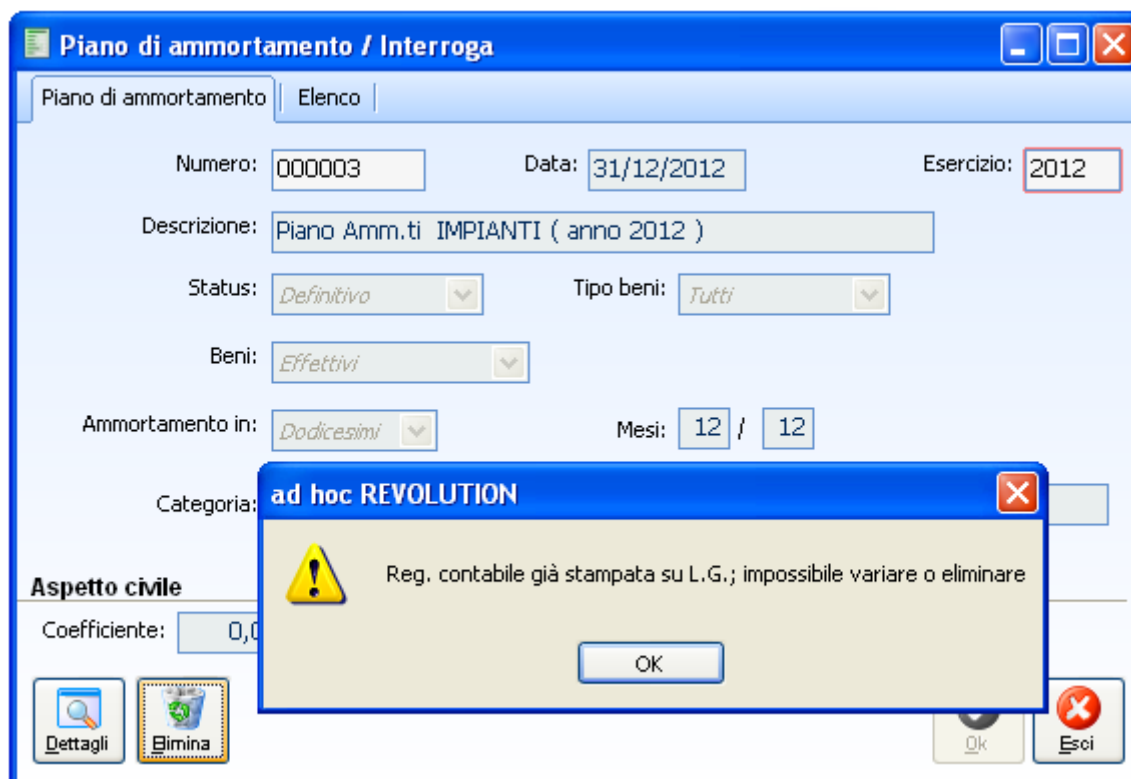 Piano di ammortamento / Interroga
Piano di ammortamento Elenco
Numero: 000003 Data: 31/12/2012 Esercizio: 2012
Descrizione: Piano Amm.ti IMPIANTI ( anno 2012 )
Status: Definitivo Tipo beni: Tutti
Beni: Effettivi
Ammortamento in: Dodicesimi Mesi: 12 / 12
Categoria:
ad hoc REVOLUTION
Reg. contabile già stampata su L.G.; impossibile variare o eliminare
Aspetto civile
Coefficiente: 0,0
OK
Dettagli Elimina Ok Esci